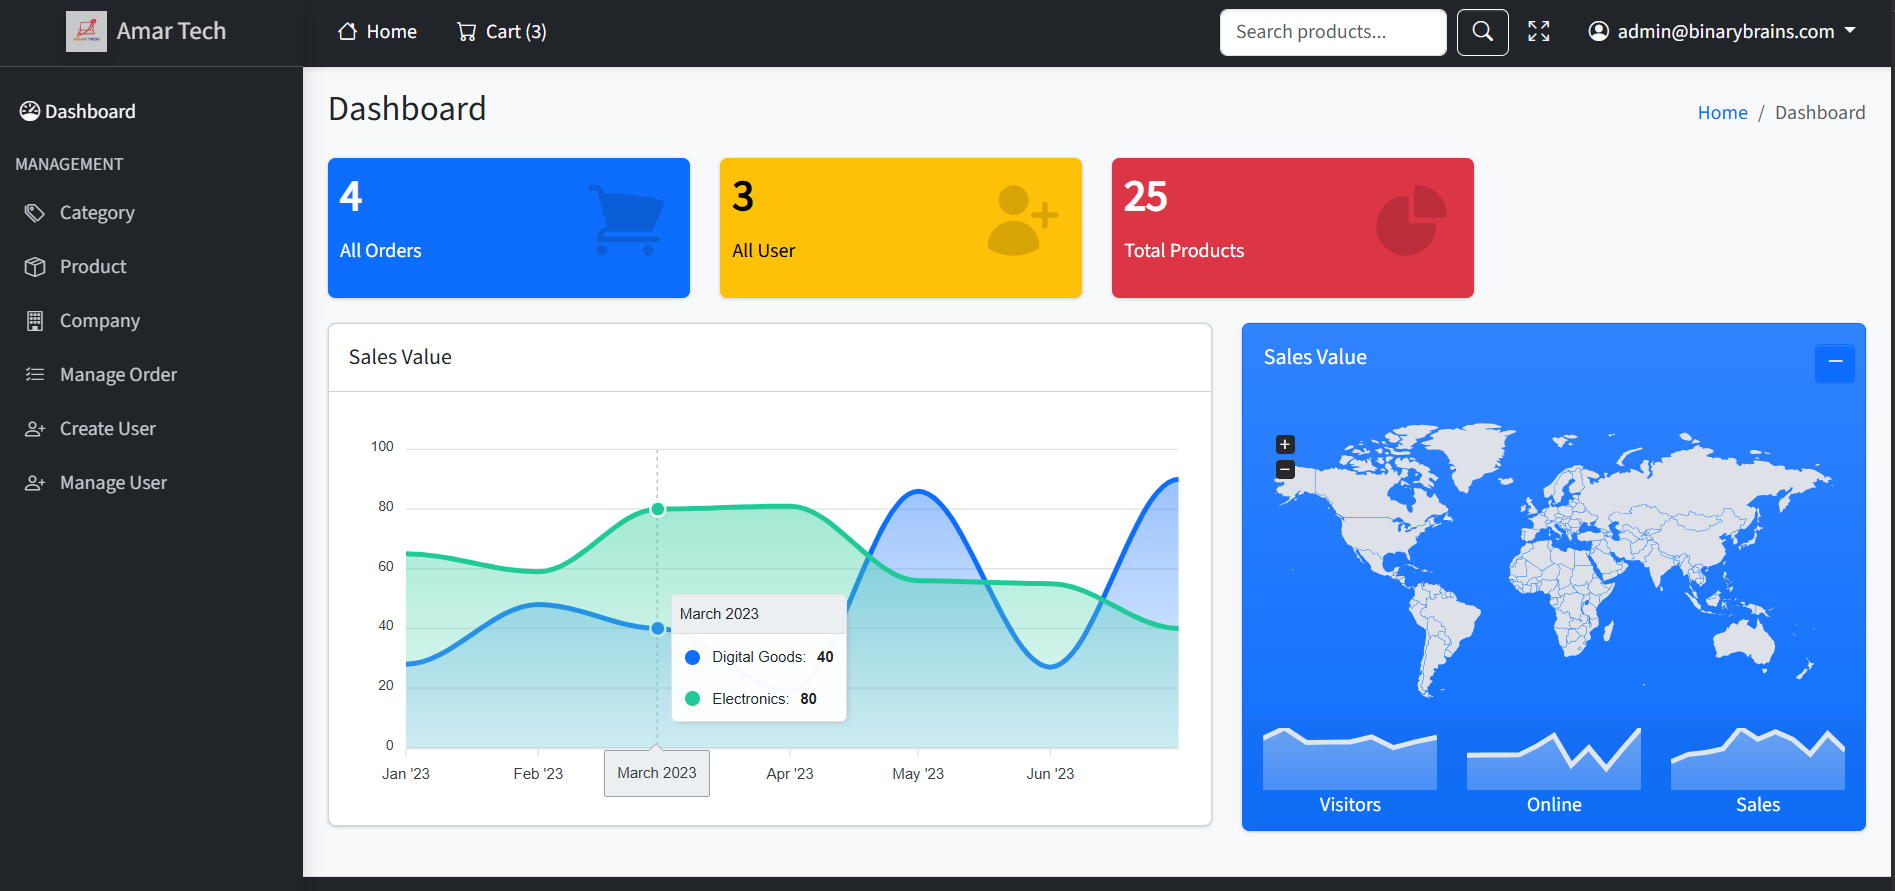 Amar Tech
Home
Cart (3)
Search products...
admin@binarybrains.com
Dashboard
MANAGEMENT
Category
Product
Company
Manage Order
Create User
Manage User
Dashboard
Home / Dashboard
4
All Orders
3
All User
25
Total Products
Sales Value
100
80
60
40
20
0
Jan '23
Feb '23
March 2023
Apr '23
May '23
Jun '23
March 2023
Digital Goods: 40
Electronics: 80
Sales Value
+
−
Visitors
Online
Sales